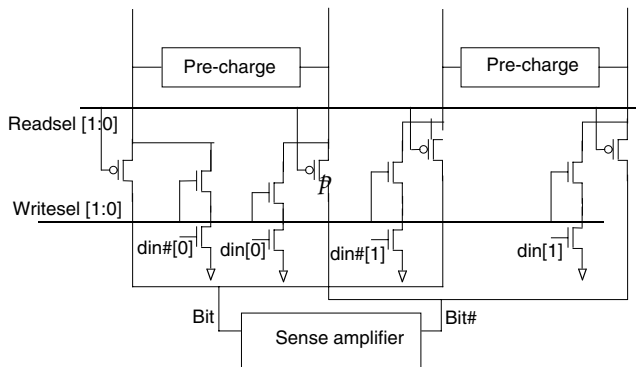 Pre-charge
Pre-charge
Readsel [1:0]
p
Writesel [1:0]
din#[0]
din[0]
din#[1]
din[1]
Bit
Sense amplifier
Bit#